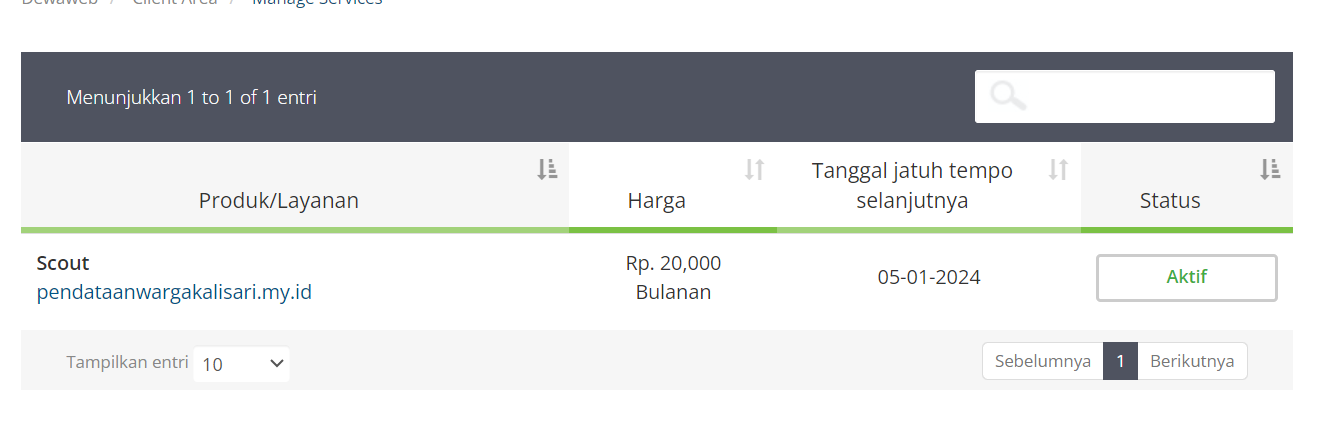 Dewaweb / Client Area / Manage Services
Menunjukkan 1 to 1 of 1 entri
Produk/Layanan
Harga
Tanggal jatuh tempo
selanjutnya
Status
Scout
pendataanwargakalisari.my.id
Rp. 20,000
Bulanan
05-01-2024
Aktif
Tampilkan entri 10
Sebelumnya 1 Berikutnya